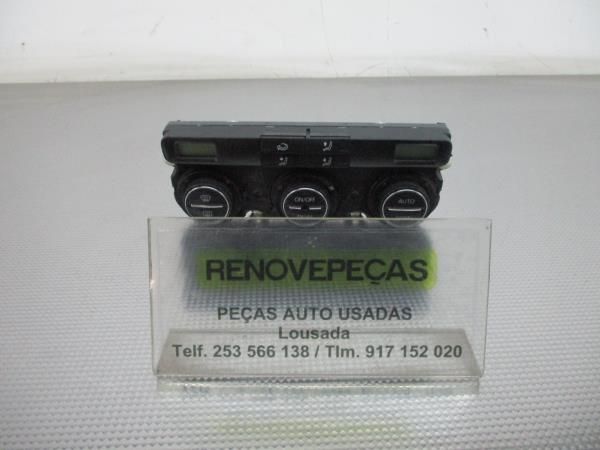 ON/OFF
AUTO
RENOVEPEÇAS
PEÇAS AUTO USADAS
Lousada
Telf. 253 566 138 / Tlm. 917 152 020